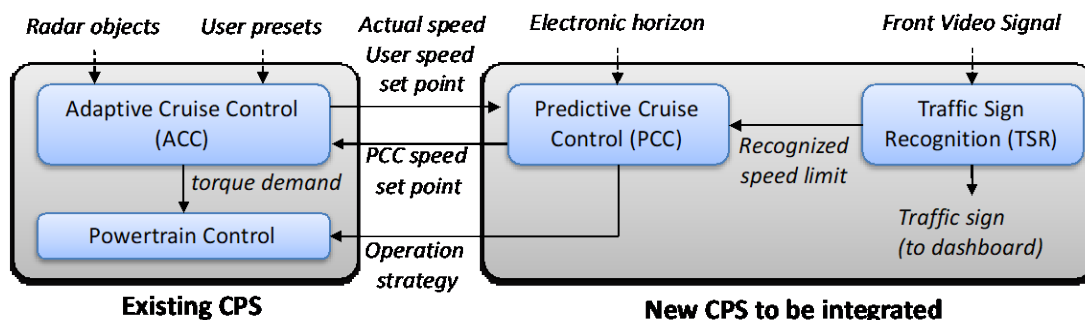 Radar objects
User presets
Actual speed
User speed
set point
Electronic horizon
Front Video Signal
Adaptive Cruise Control
(ACC)
Predictive Cruise
Control (PCC)
Traffic Sign
Recognition (TSR)
PCC speed
set point
Recognized
speed limit
torque demand
Powertrain Control
Operation
strategy
Traffic sign
(to dashboard)
Existing CPS
New CPS to be integrated